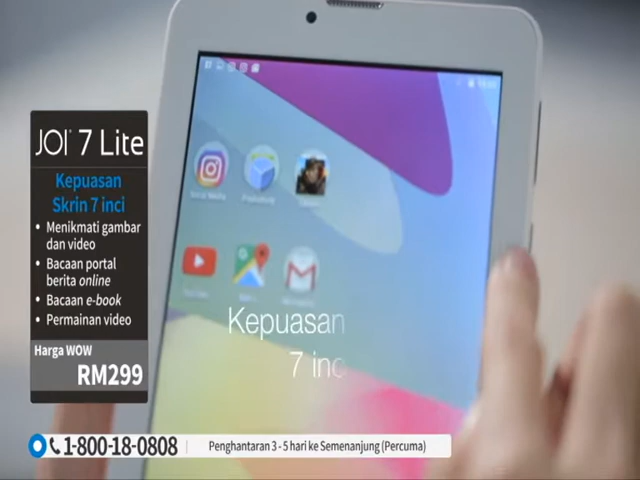 JOI® 7 Lite
Kepuasan
Skrin 7 inci
• Menikmati gambar
dan video
• Bacaan portal
berita online
• Bacaan e-book
• Permainan video
Harga WOW
RM299
Kepuasan
7 inc
1-800-18-0808
Penghantaran 3 - 5 hari ke Semenanjung (Percuma)